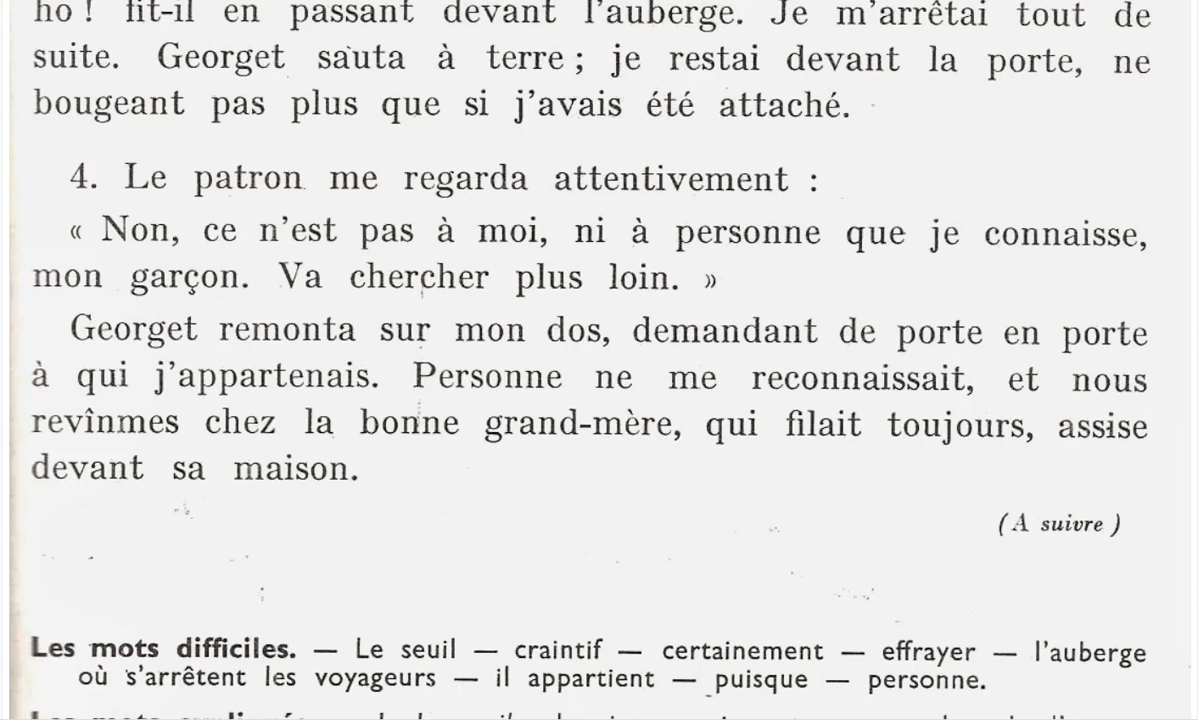 ho ! fit-il en passant devant l'auberge. Je m'arrêtai tout de
suite. Georget sauta à terre ; je restai devant la porte, ne
bougeant pas plus que si j'avais été attaché.
4. Le patron me regarda attentivement :
« Non, ce n'est pas à moi, ni à personne que je connaisse,
mon garçon. Va chercher plus loin. »
Georget remonta sur mon dos, demandant de porte en porte
à qui j'appartenais. Personne ne me reconnaissait, et nous
revînmes chez la bonne grand-mère, qui filait toujours, assise
devant sa maison.
(A suivre)
Les mots difficiles. — Le seuil — craintif — certainement — effrayer — l'auberge
où s'arrêtent les voyageurs — il appartient — puisque — personne.